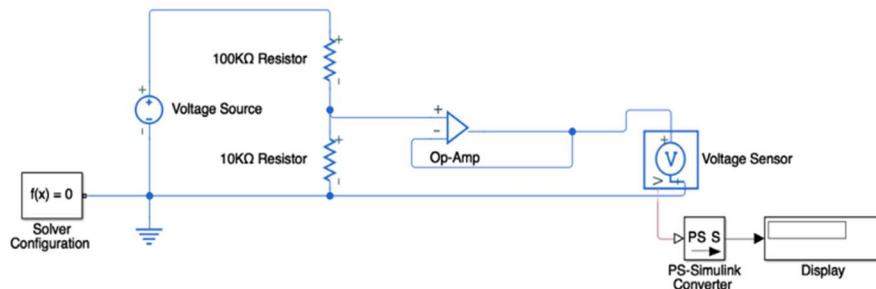 100KΩ Resistor
+
-
+
-
Voltage Source
+
-
10KΩ Resistor
+
-
Op-Amp
+
V
Voltage Sensor
f(x) = 0
Solver
Configuration
PS S
PS-Simulink
Converter
Display